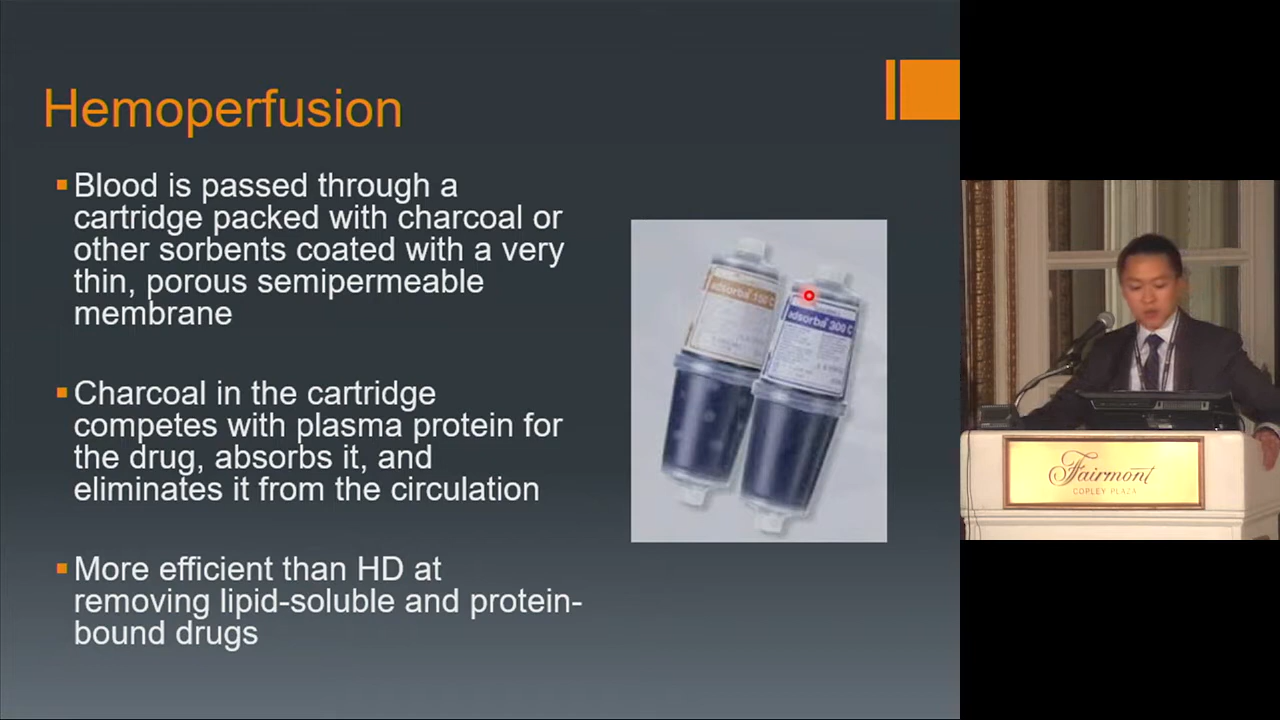 Hemoperfusion
Blood is passed through a
cartridge packed with charcoal or
other sorbents coated with a very
thin, porous semipermeable
membrane
Charcoal in the cartridge
competes with plasma protein for
the drug, absorbs it, and
eliminates it from the circulation
More efficient than HD at
removing lipid-soluble and protein-
bound drugs
adsorba 150 C
adsorba 300 C
Fairmont
COPLEY PLAZA